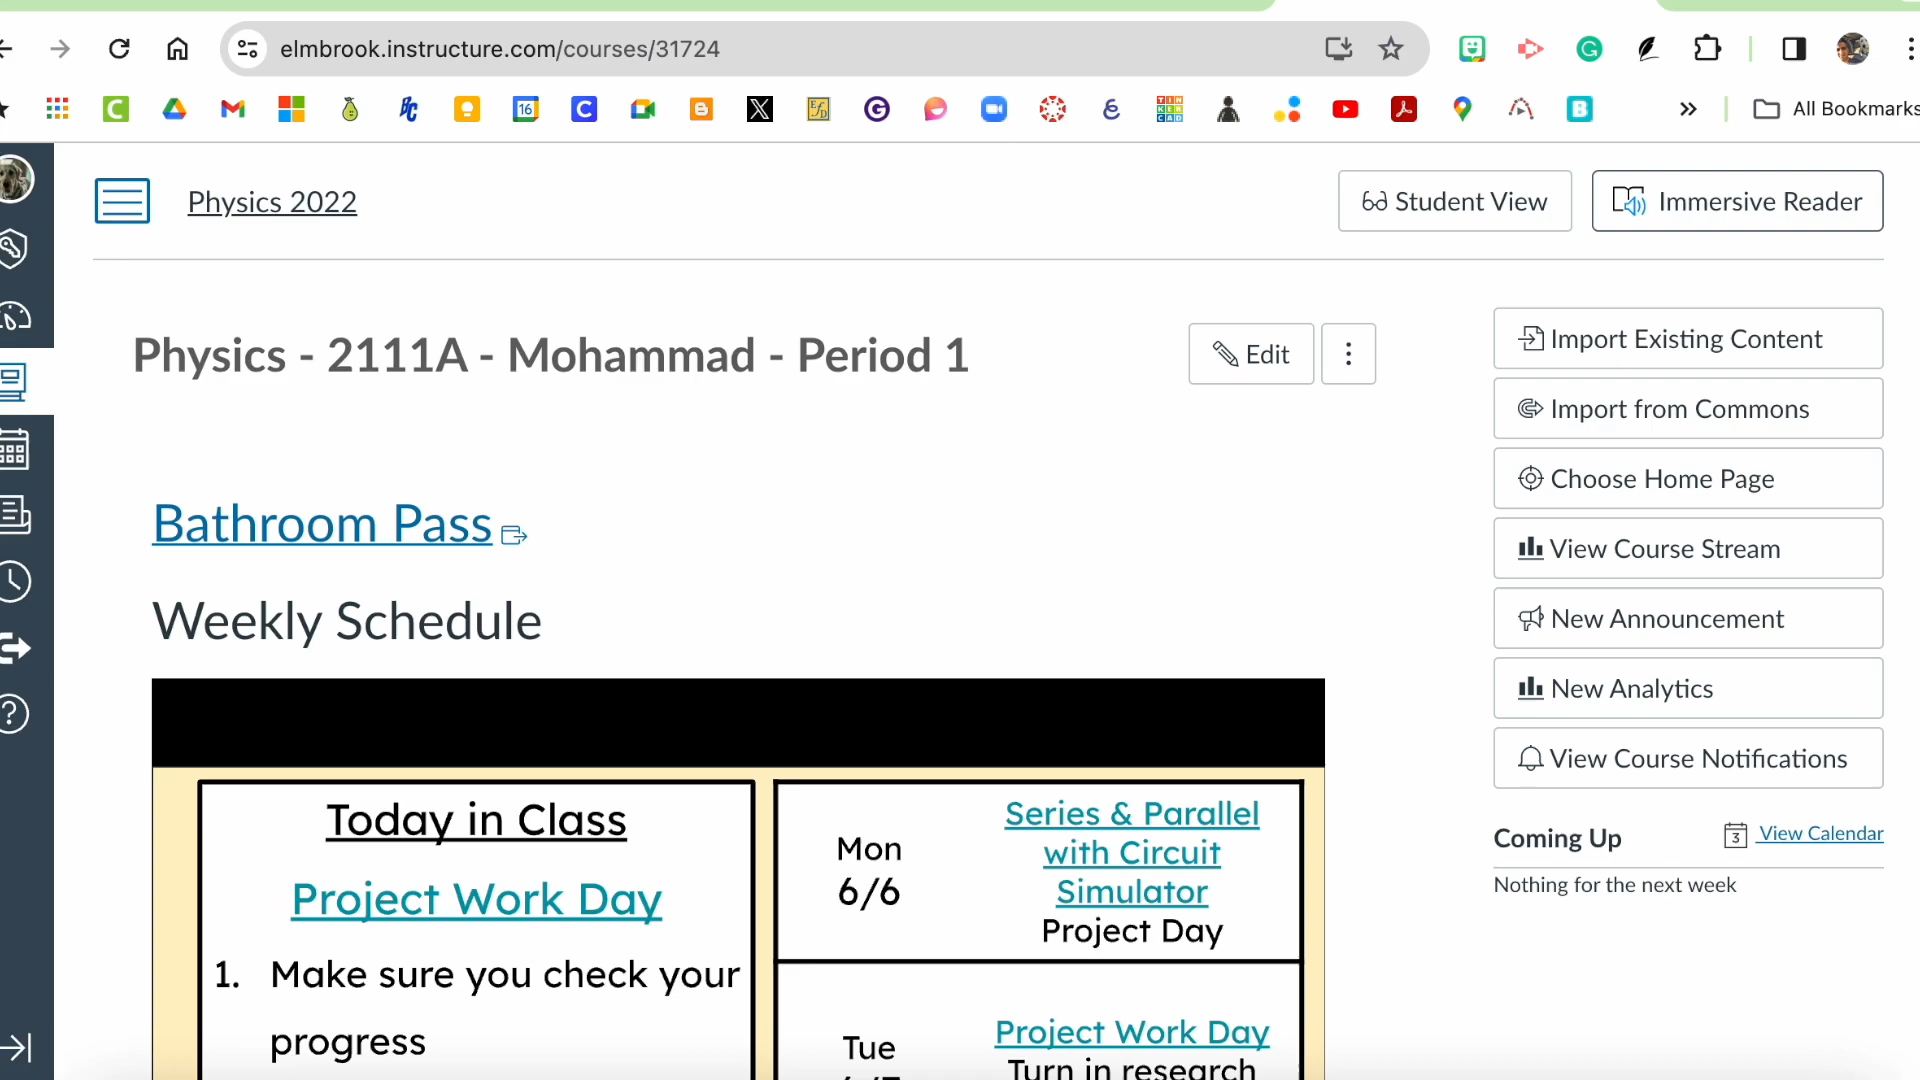 elmbrook.instructure.com/courses/31724
All Bookmarks
Physics 2022
Student View
Immersive Reader
Physics - 2111A - Mohammad - Period 1
Edit
Import Existing Content
Import from Commons
Choose Home Page
View Course Stream
New Announcement
New Analytics
View Course Notifications
Coming Up
3
View Calendar
Nothing for the next week
Bathroom Pass
Weekly Schedule
Today in Class
Project Work Day
1. Make sure you check your
progress
Mon
6/6
Series & Parallel
with Circuit
Simulator
Project Day
Tue
Project Work Day
Turn in research